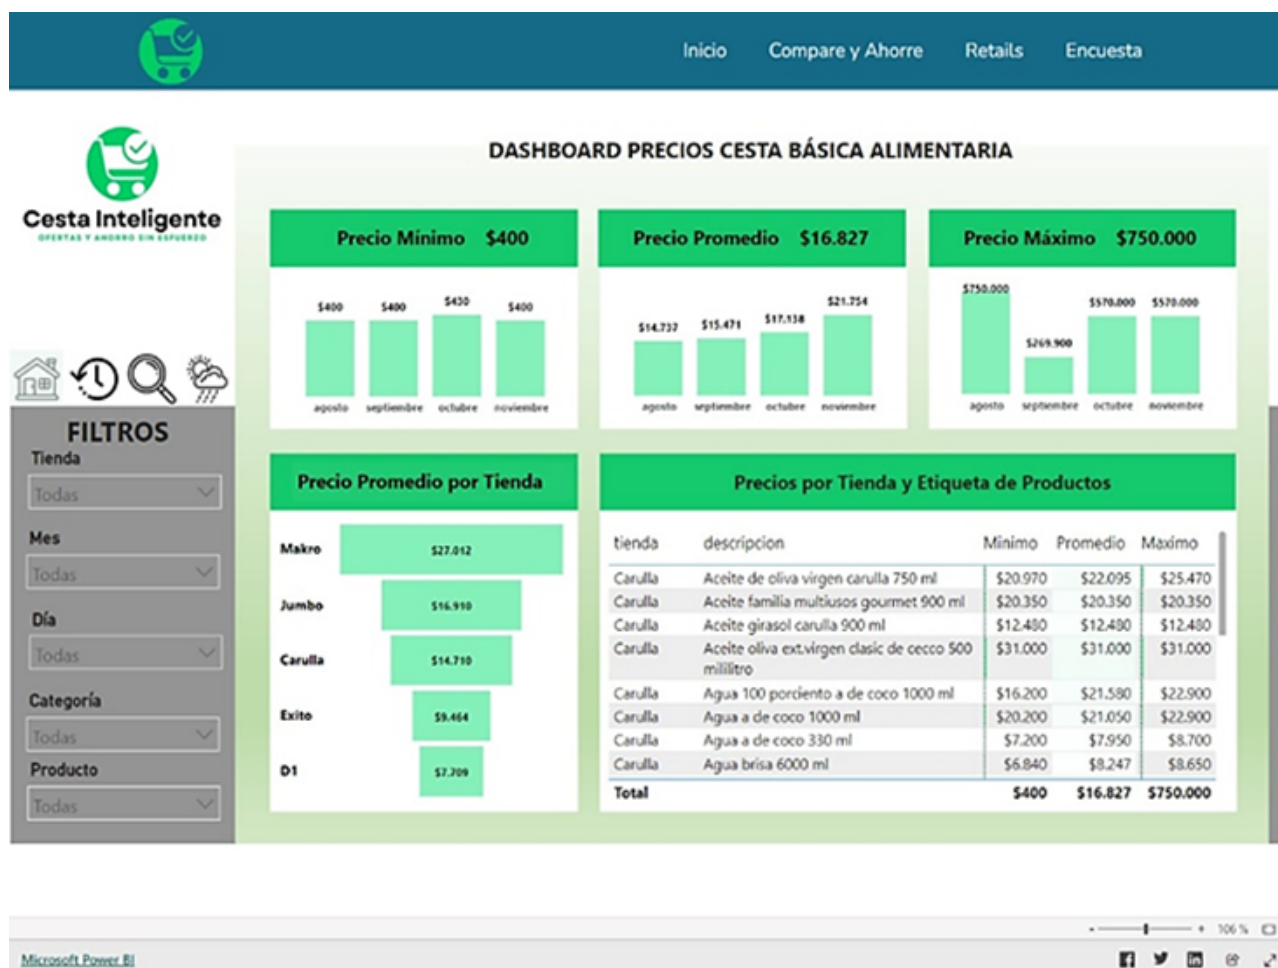 Inicio Compare y Ahorre Retails Encuesta
Cesta Inteligente
OFERTAS Y AHORRO SIN ESFUERZO
DASHBOARD PRECIOS CESTA BÁSICA ALIMENTARIA
Precio Mínimo $400
$400 $400 $430 $400
agosto septiembre octubre noviembre
Precio Promedio $16.827
$14.737 $15.471 $17.138 $21.754
agosto septiembre octubre noviembre
Precio Máximo $750.000
$750.000 $269.900 $570.000 $570.000
agosto septiembre octubre noviembre
FILTROS
Tienda
Todas
Mes
Todas
Día
Todas
Categoría
Todas
Producto
Todas
Precio Promedio por Tienda
Makro $27.012
Jumbo $16.910
Carulla $14.710
Exito $9.464
D1 $7.709
Precios por Tienda y Etiqueta de Productos
tienda descripcion Minimo Promedio Maximo
Carulla Aceite de oliva virgen carulla 750 ml $20.970 $22.095 $25.470
Carulla Aceite familia multiusos gourmet 900 ml $20.350 $20.350 $20.350
Carulla Aceite girasol carulla 900 ml $12.480 $12.480 $12.480
Carulla Aceite oliva ext.virgen clasic de cecco 500 $31.000 $31.000 $31.000
mililitro
Carulla Agua 100 porciento a de coco 1000 ml $16.200 $21.580 $22.900
Carulla Agua a de coco 1000 ml $20.200 $21.050 $22.900
Carulla Agua a de coco 330 ml $7.200 $7.950 $8.700
Carulla Agua brisa 6000 ml $6.840 $8.247 $8.650
Total $400 $16.827 $750.000
- + 106 %
Microsoft Power BI